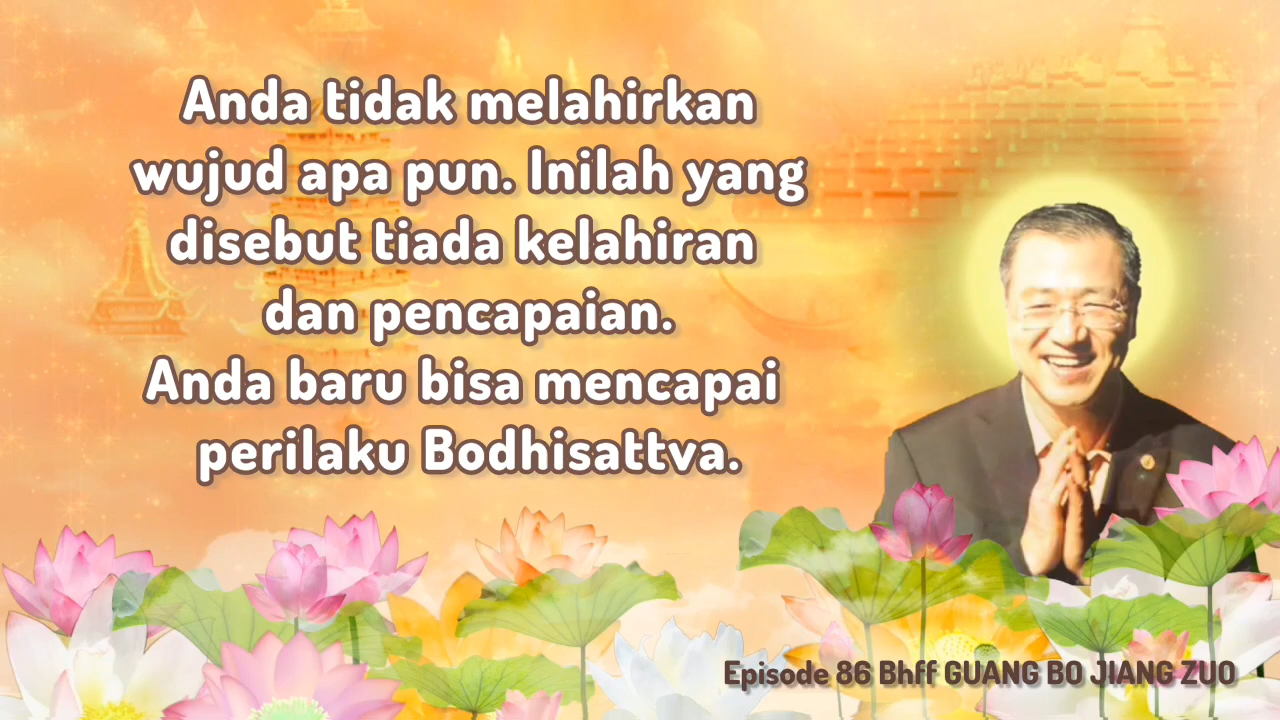 Anda tidak melahirkan
wujud apa pun. Inilah yang
disebut tiada kelahiran
dan pencapaian.
Anda baru bisa mencapai
perilaku Bodhisattva.
Episode 86 Bhff GUANG BO JIANG ZUO